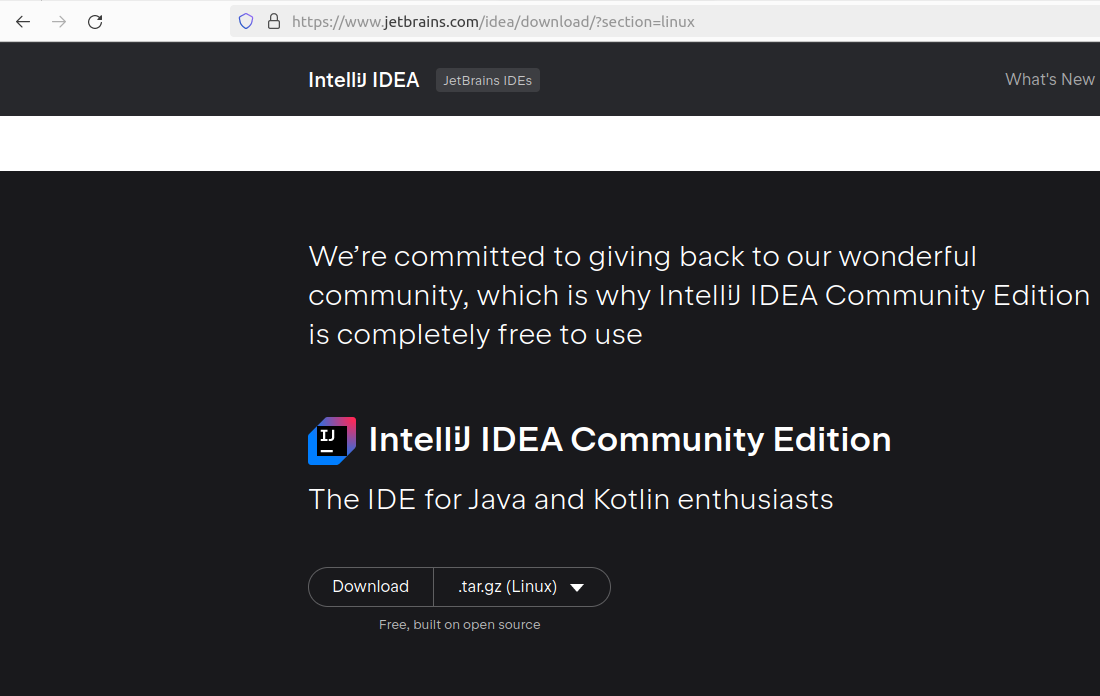 https://www.jetbrains.com/idea/download/?section=linux
IntelliJ IDEA JetBrains IDEs What's New
We’re committed to giving back to our wonderful
community, which is why IntelliJ IDEA Community Edition
is completely free to use
IJ
IntelliJ IDEA Community Edition
The IDE for Java and Kotlin enthusiasts
Download .tar.gz (Linux)
Free, built on open source